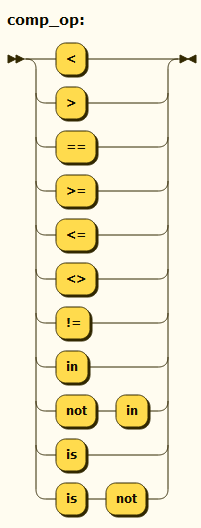 comp_op:
<
>
==
>=
<=
<>
!=
in
not in
is
is not